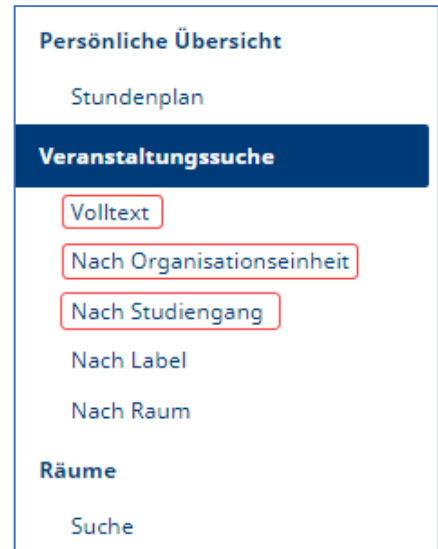 Persönliche Übersicht
Stundenplan
Veranstaltungssuche
Volltext
Nach Organisationseinheit
Nach Studiengang
Nach Label
Nach Raum
Räume
Suche